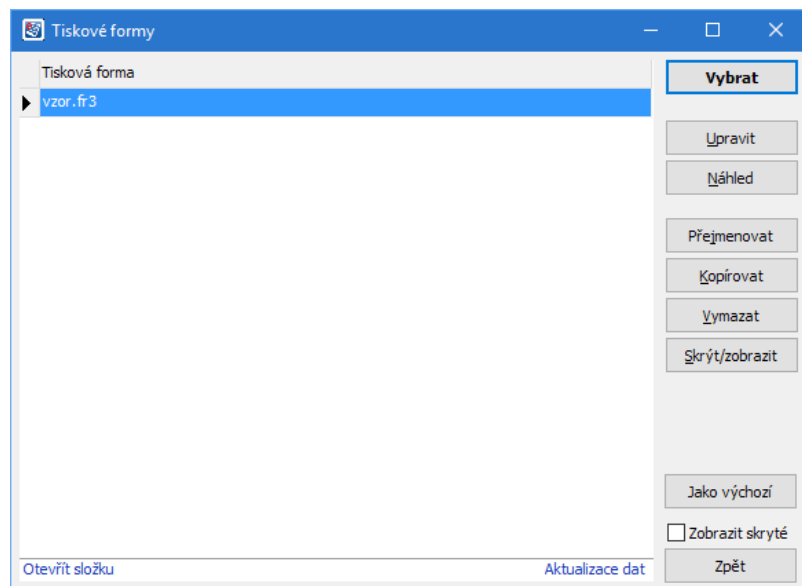 Tiskové formy
Tisková forma
vzor.fr3
Vybrat
Upravit
Náhled
Přejmenovat
Kopírovat
Vymazat
Skrýt/zobrazit
Jako výchozí
Zobrazit skryté
Otevřít složku
Aktualizace dat
Zpět